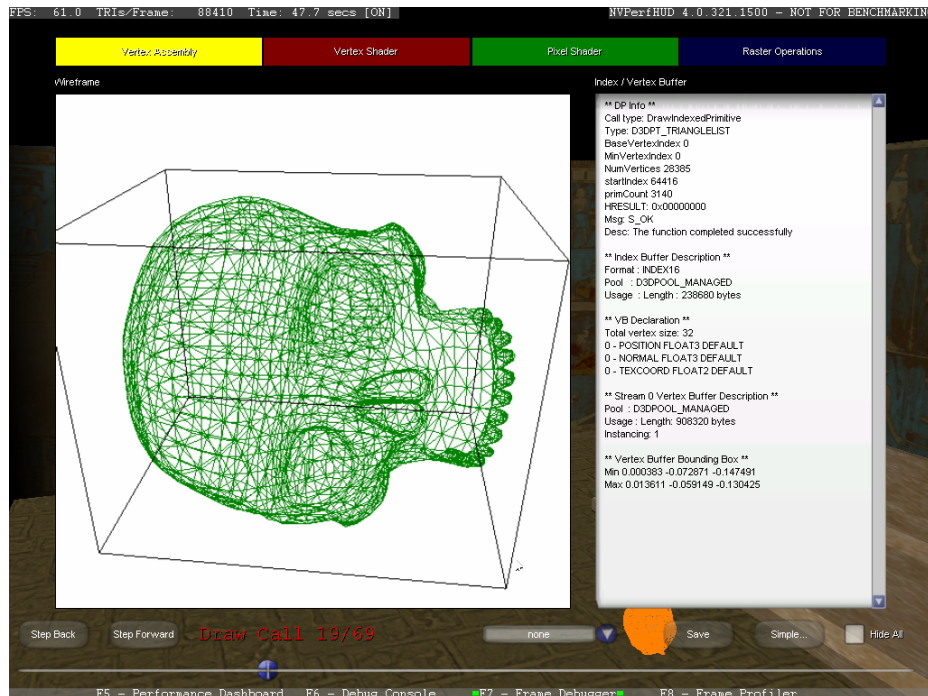 FPS: 61.0 TRIs/Frame: 88410 Time: 47.7 secs [ON] NVPerfHUD 4.0.321.1500 - NOT FOR BENCHMARKING
Vertex Assembly Vertex Shader Pixel Shader Raster Operations
Wireframe Index / Vertex Buffer
** DP Info **
Call type: DrawIndexedPrimitive
Type: D3DPT_TRIANGLELIST
BaseVertexIndex 0
MinVertexIndex 0
NumVertices 28385
startIndex 64416
primCount 3140
HRESULT: 0x00000000
Msg: S_OK
Desc: The function completed successfully
** Index Buffer Description **
Format : INDEX16
Pool : D3DPOOL_MANAGED
Usage : Length : 238680 bytes
** VB Declaration **
Total vertex size: 32
0 - POSITION FLOAT3 DEFAULT
0 - NORMAL FLOAT3 DEFAULT
0 - TEXCOORD FLOAT2 DEFAULT
** Stream 0 Vertex Buffer Description **
Pool : D3DPOOL_MANAGED
Usage : Length: 908320 bytes
Instancing: 1
** Vertex Buffer Bounding Box **
Min 0.000383 -0.072871 -0.147491
Max 0.013611 -0.059149 -0.130425
Step Back Step Forward Draw Call 19/69 none Save Simple... Hide All
F5 - Performance Dashboard F6 - Debug Console F7 - Frame Debugger F8 - Frame Profiler